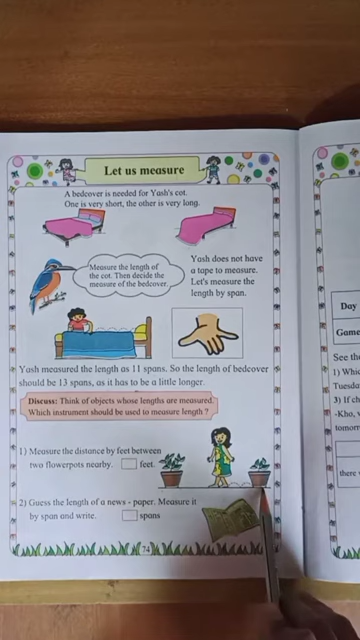 Let us measure
A bedcover is needed for Yash's cot.
One is very short, the other is very long.
Measure the length of
the cot. Then decide the
measure of the bedcover.
Yash does not have
a tape to measure.
Let's measure the
length by span.
Yash measured the length as 11 spans. So the length of bedcover
should be 13 spans, as it has to be a little longer.
Discuss: Think of objects whose lengths are measured.
Which instrument should be used to measure length ?
1) Measure the distance by feet between
two flowerpots nearby. feet.
2) Guess the length of a news - paper. Measure it
by span and write. spans
74
Day
Game
See the
1) Whic
Tuesda
3) If ch
-Kho, v
tomorr
there